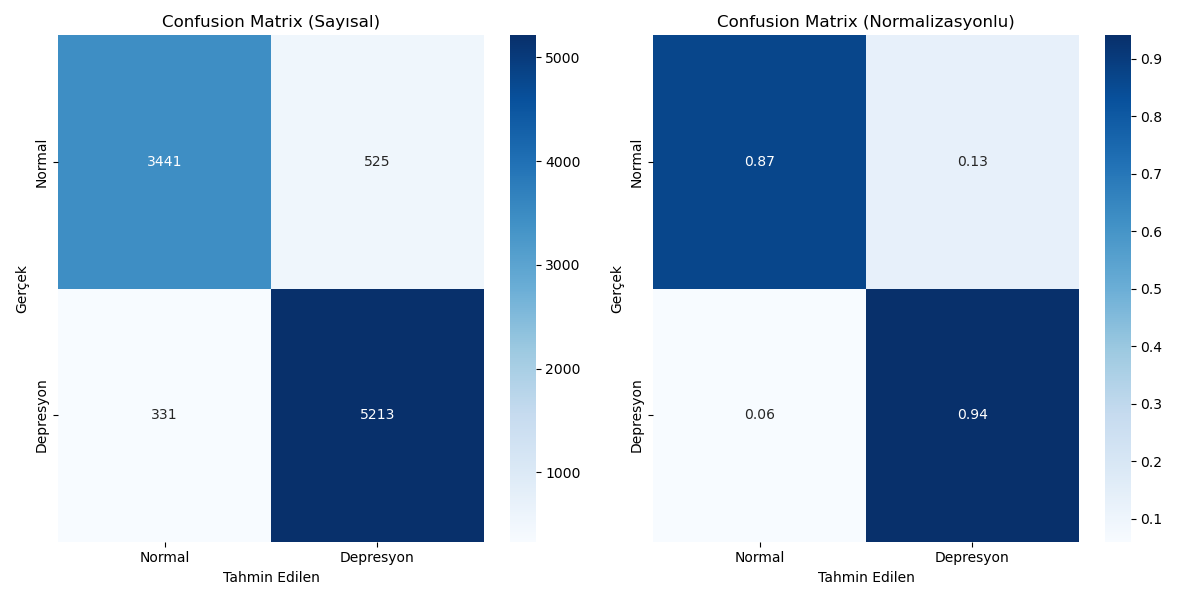 Confusion Matrix (Sayısal)
Normal
Depresyon
Gerçek
3441
525
331
5213
Normal
Depresyon
Tahmin Edilen
5000
4000
3000
2000
1000
Confusion Matrix (Normalizasyonlu)
Normal
Depresyon
Gerçek
0.87
0.13
0.06
0.94
Normal
Depresyon
Tahmin Edilen
0.9
0.8
0.7
0.6
0.5
0.4
0.3
0.2
0.1